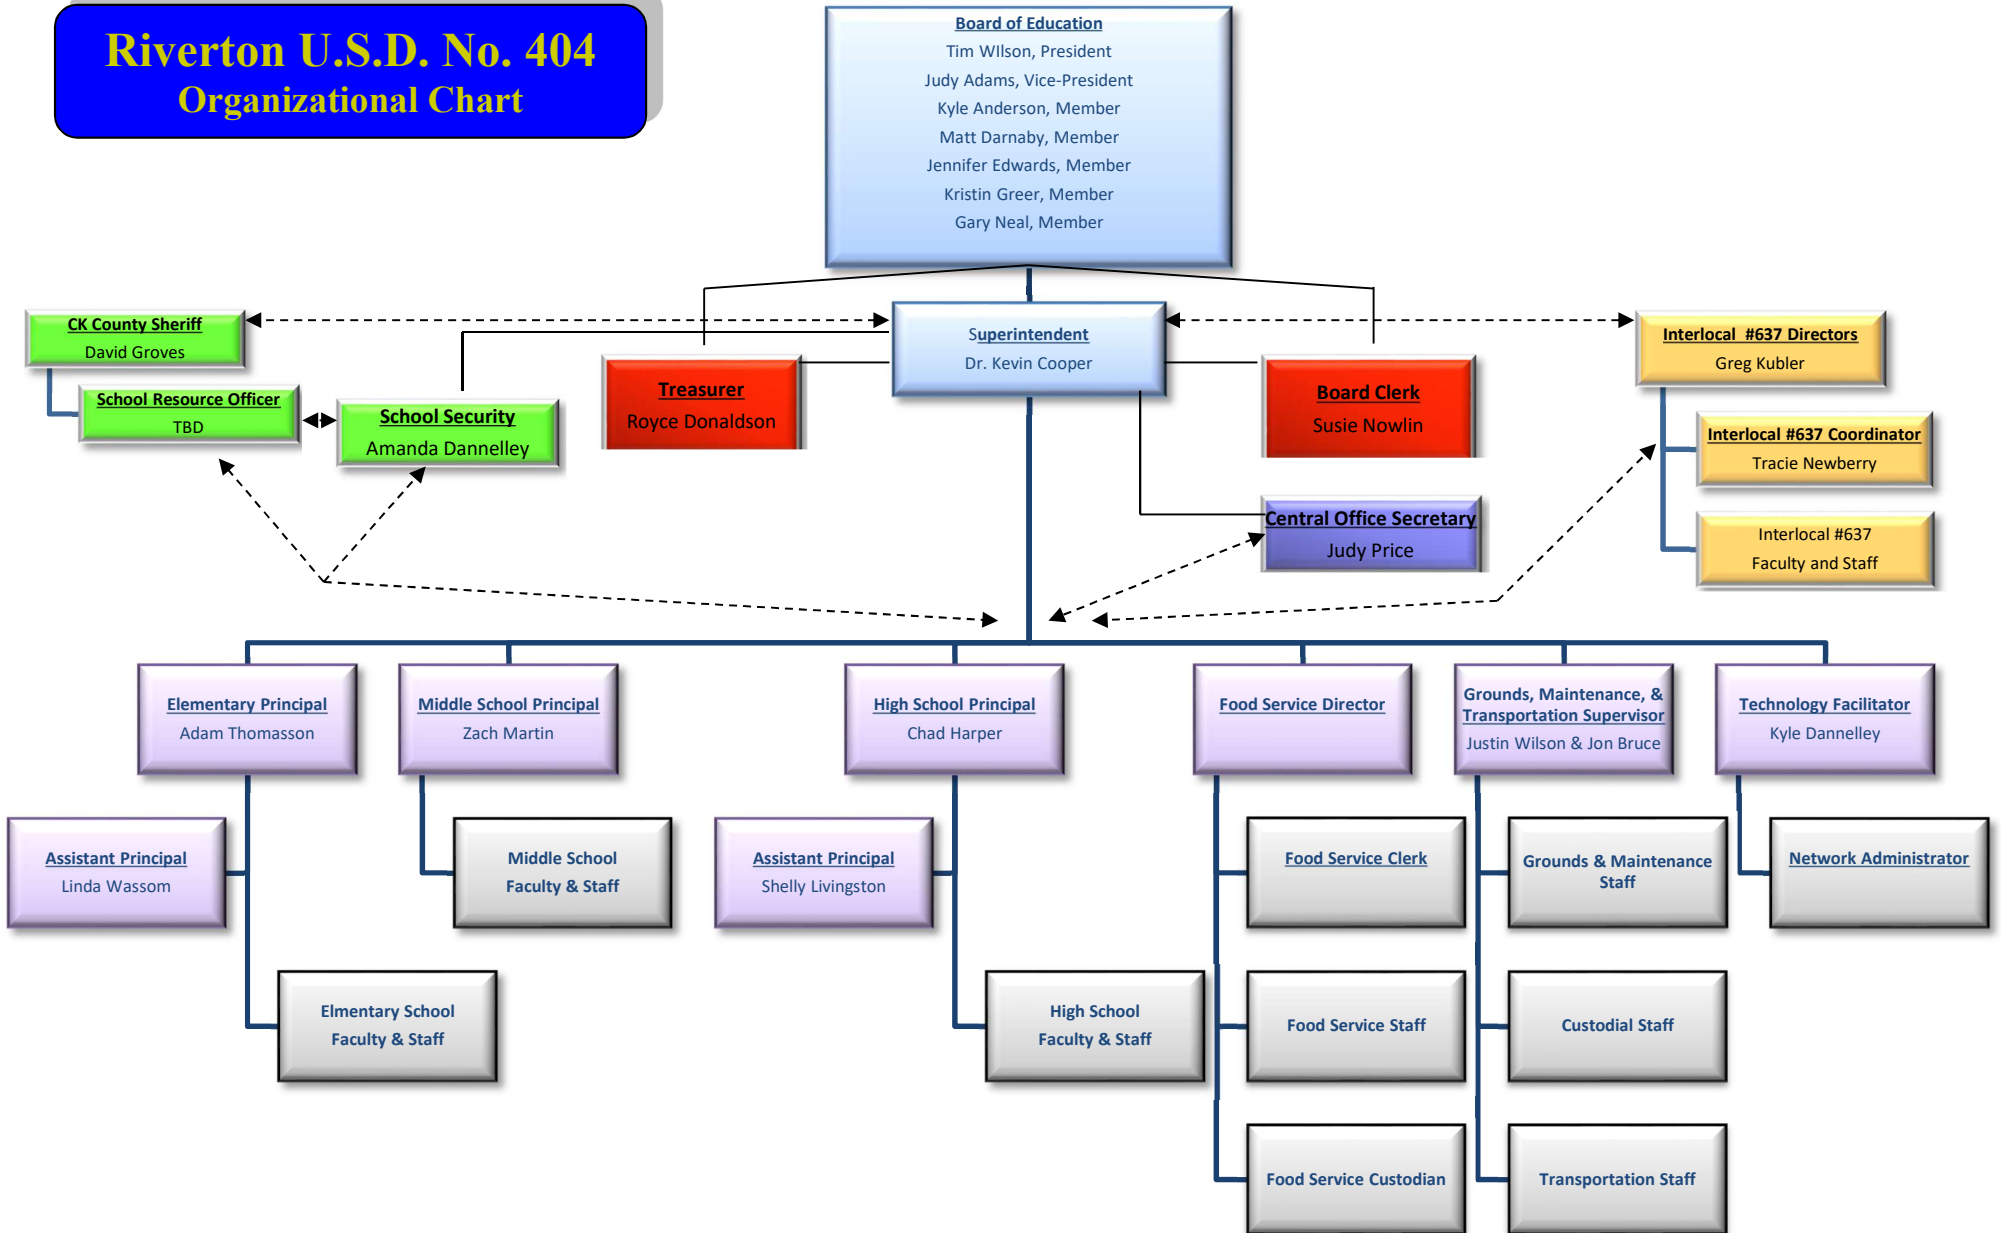 Riverton U.S.D. No. 404
Organizational Chart
Board of Education
Tim WIlson, President
Judy Adams, Vice-President
Kyle Anderson, Member
Matt Darnaby, Member
Jennifer Edwards, Member
Kristin Greer, Member
Gary Neal, Member
CK County Sheriff
David Groves
School Resource Officer
TBD
School Security
Amanda Dannelley
Treasurer
Royce Donaldson
Superintendent
Dr. Kevin Cooper
Board Clerk
Susie Nowlin
Central Office Secretary
Judy Price
Interlocal #637 Directors
Greg Kubler
Interlocal #637 Coordinator
Tracie Newberry
Interlocal #637
Faculty and Staff
Elementary Principal
Adam Thomasson
Middle School Principal
Zach Martin
High School Principal
Chad Harper
Food Service Director
Grounds, Maintenance, &
Transportation Supervisor
Justin Wilson & Jon Bruce
Technology Facilitator
Kyle Dannelley
Assistant Principal
Linda Wassom
Middle School
Faculty & Staff
Assistant Principal
Shelly Livingston
Food Service Clerk
Grounds & Maintenance
Staff
Network Administrator
Elmentary School
Faculty & Staff
High School
Faculty & Staff
Food Service Staff
Custodial Staff
Food Service Custodian
Transportation Staff